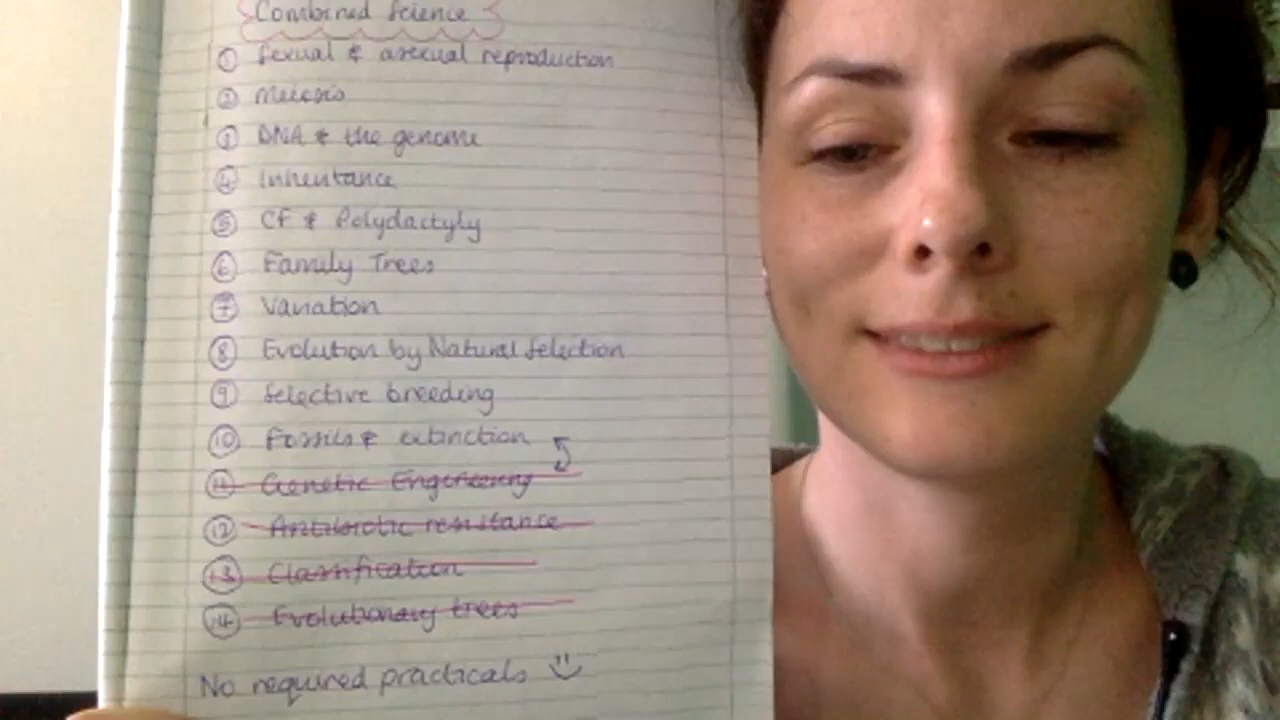 Combined Science
① Sexual & asexual reproduction
② Meiosis
③ DNA & the genome
④ Inheritance
⑤ CF & Polydactyly
⑥ Family Trees
⑦ Variation
⑧ Evolution by Natural Selection
⑨ Selective breeding
⑩ Fossils & extinction
⑪ Genetic Engineering
⑫ Antibiotic resistance
⑬ Classification
⑭ Evolutionary trees
No required practicals